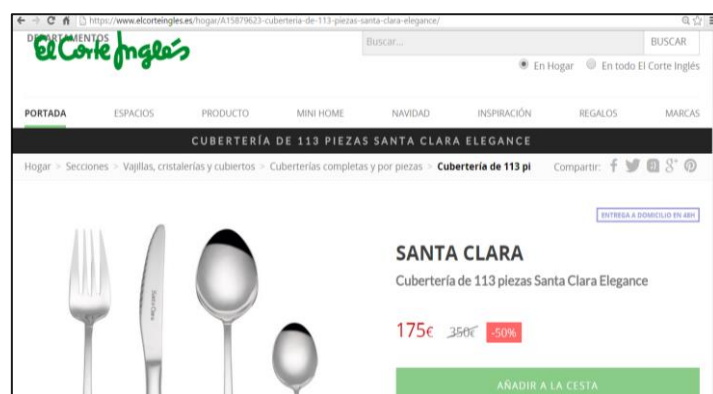 https://www.elcorteingles.es/hogar/A15879623-cuberteria-de-113-piezas-santa-clara-elegance/
DEPARTAMENTOS
El Corte Inglés
Buscar...
BUSCAR
En Hogar En todo El Corte Inglés
PORTADA ESPACIOS PRODUCTO MINI HOME NAVIDAD INSPIRACIÓN REGALOS MARCAS
CUBERTERÍA DE 113 PIEZAS SANTA CLARA ELEGANCE
Hogar > Secciones > Vajillas, cristalerías y cubiertos > Cuberterías completas y por piezas > Cubertería de 113 pi Compartir:
ENTREGA A DOMICILIO EN 48H
SANTA CLARA
Cubertería de 113 piezas Santa Clara Elegance
175€ 350€ -50%
AÑADIR A LA CESTA
Santa Clara